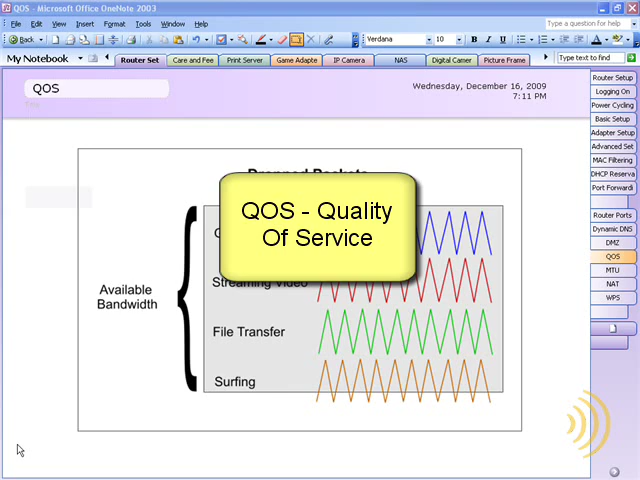 QOS - Microsoft Office OneNote 2003
File Edit View Insert Format Tools Window Help
Type a question for help
Back
Verdana 10 B I U
My Notebook
Router Set Care and Fee Print Server Game Adapte IP Camera NAS Digital Camer Picture Frame
Type text to find
QOS
Title
Wednesday, December 16, 2009
7:11 PM
Router Setup
Logging On
Power Cycling
Basic Setup
Adapter Setup
Advanced Set
MAC Filtering
DHCP Reserva
Port Forward
Router Ports
Dynamic DNS
DMZ
QOS
MTU
NAT
WPS
Dropped Packets
QOS - Quality
Of Service
Streaming Video
Available
Bandwidth
File Transfer
Surfing